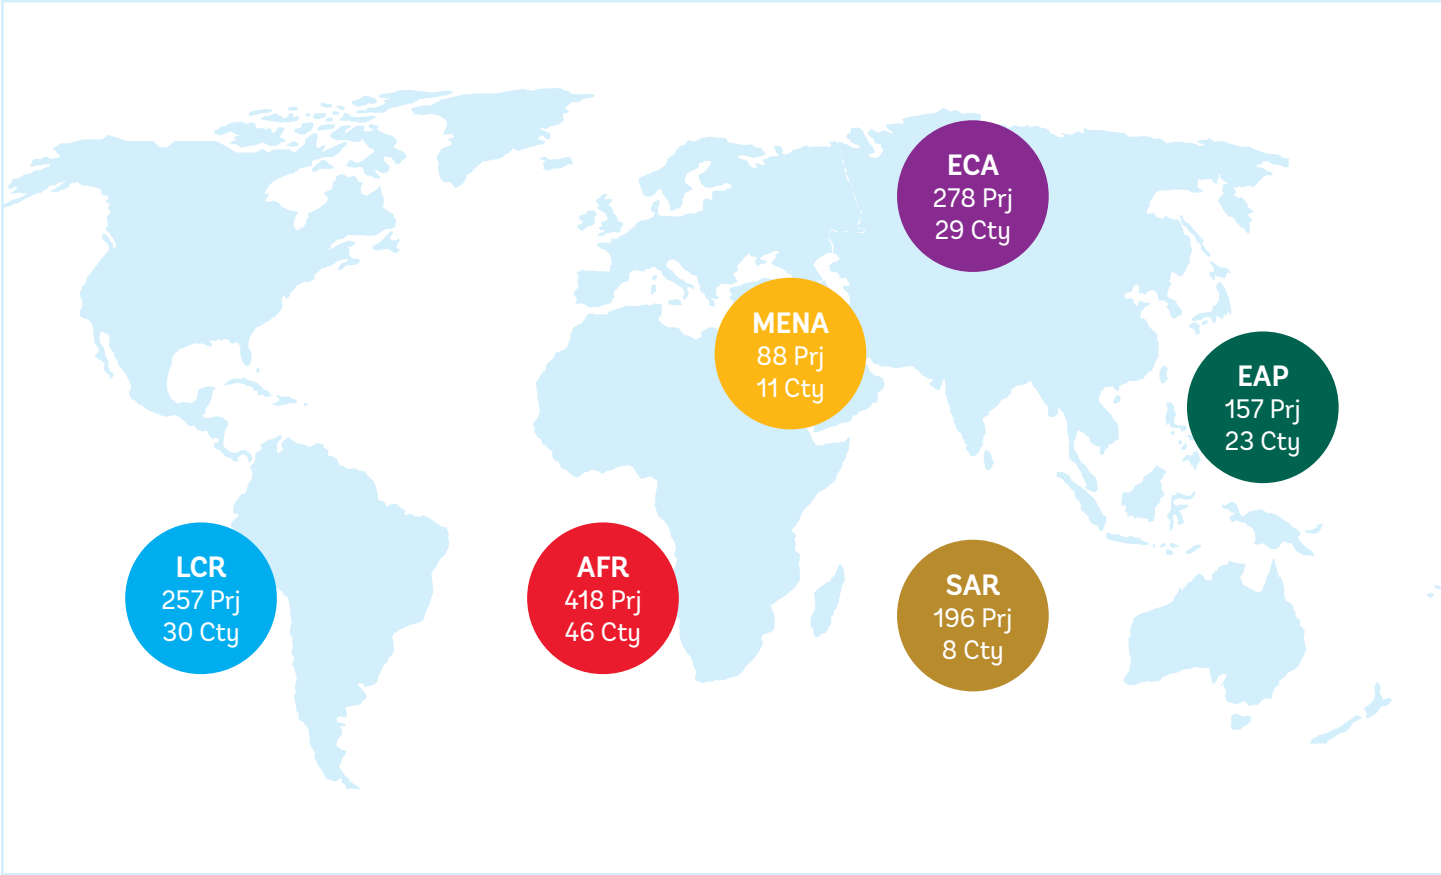 ECA
278 Prj
29 Cty
MENA
88 Prj
11 Cty
EAP
157 Prj
23 Cty
LCR
257 Prj
30 Cty
AFR
418 Prj
46 Cty
SAR
196 Prj
8 Cty